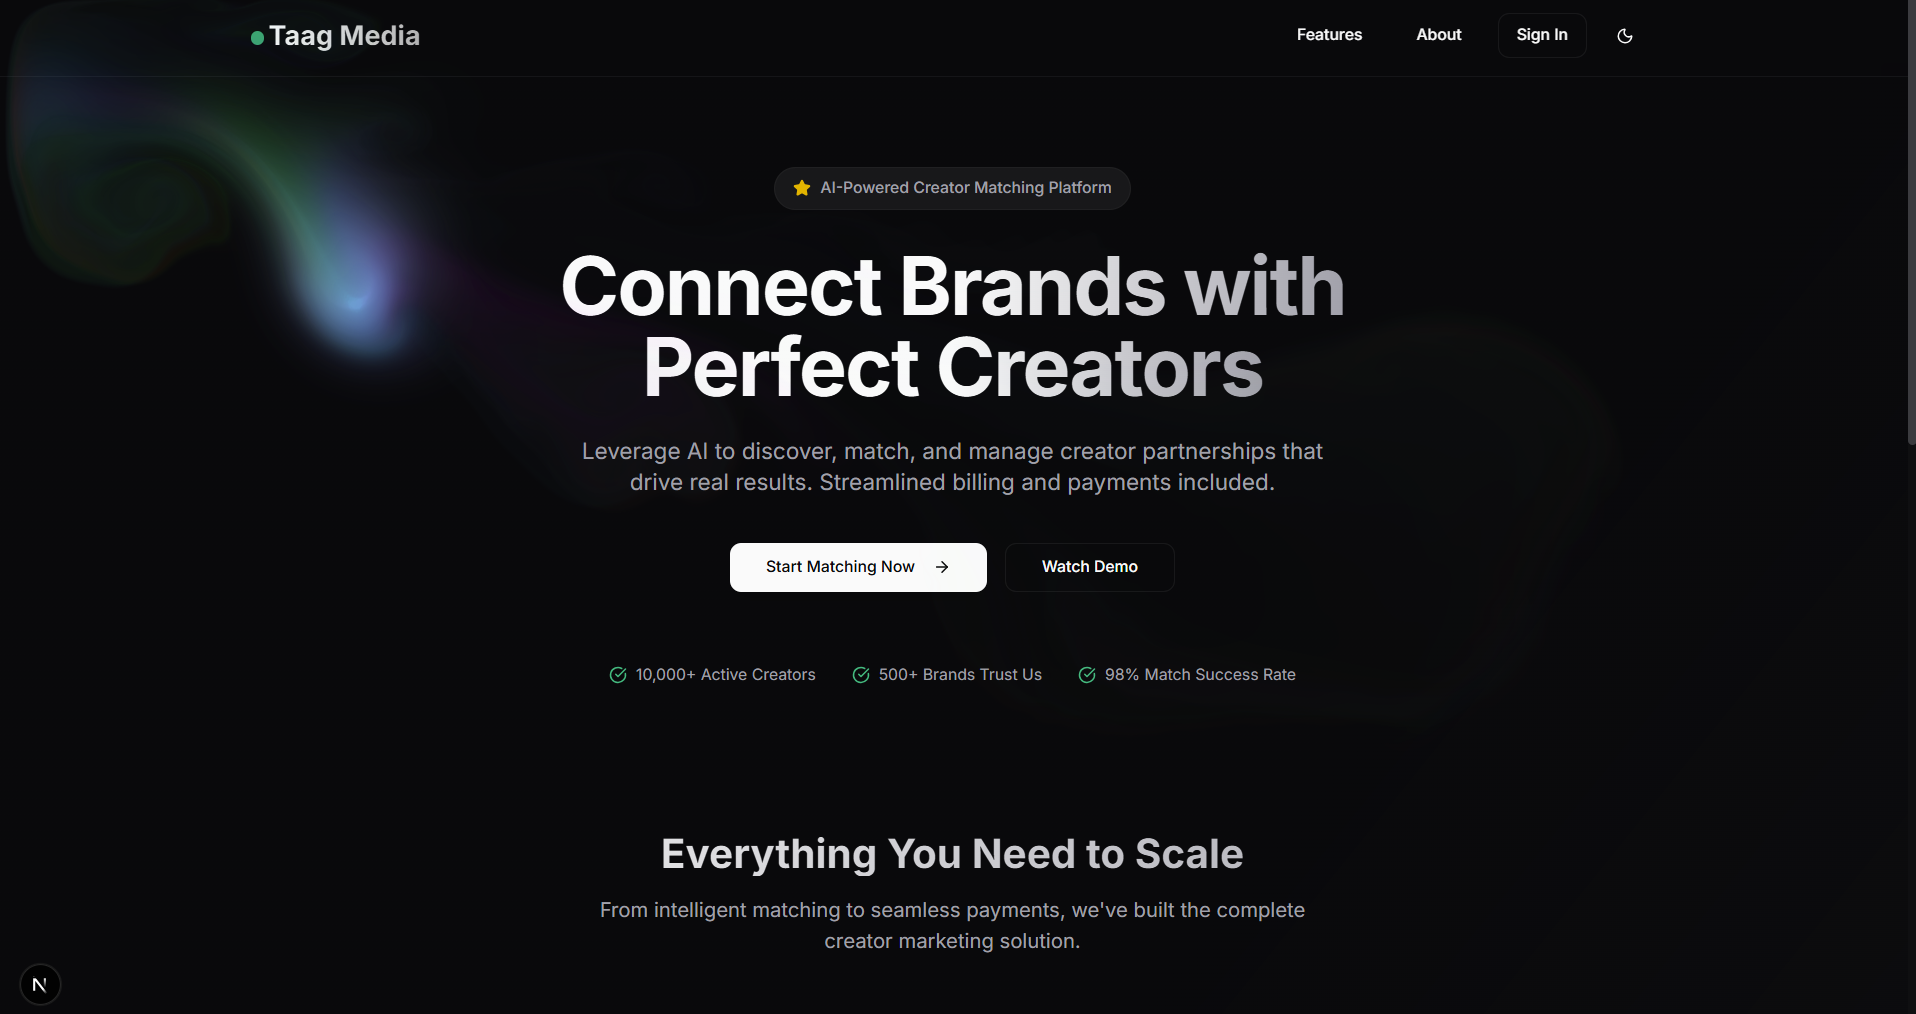 Taag Media
Features
About
Sign In
AI-Powered Creator Matching Platform
Connect Brands with
Perfect Creators
Leverage AI to discover, match, and manage creator partnerships that
drive real results. Streamlined billing and payments included.
Start Matching Now
Watch Demo
10,000+ Active Creators
500+ Brands Trust Us
98% Match Success Rate
Everything You Need to Scale
From intelligent matching to seamless payments, we've built the complete
creator marketing solution.
N